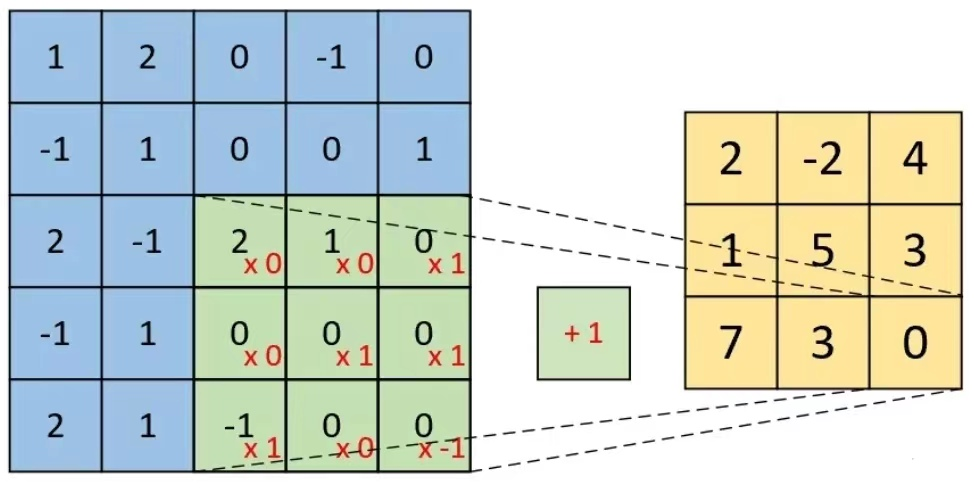 1 2 0 -1 0
-1 1 0 0 1
2 -1 2 1 0
x 0 x 0 x 1
-1 1 0 0 0
x 0 x 1 x 1
2 1 -1 0 0
x 1 x 0 x -1
+ 1
2 -2 4
1 5 3
7 3 0